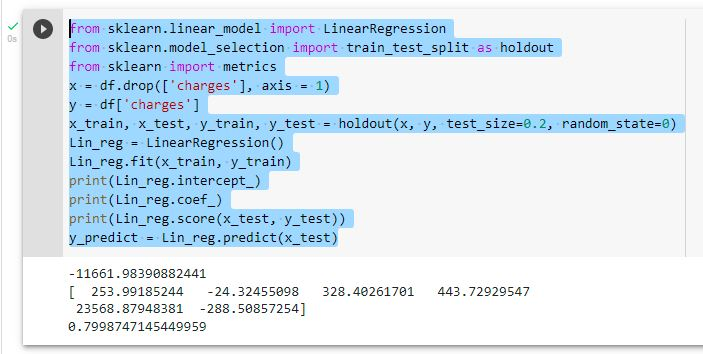 0s
from sklearn.linear_model import LinearRegression
from sklearn.model_selection import train_test_split as holdout
from sklearn import metrics
x = df.drop(['charges'], axis = 1)
y = df['charges']
x_train, x_test, y_train, y_test = holdout(x, y, test_size=0.2, random_state=0)
Lin_reg = LinearRegression()
Lin_reg.fit(x_train, y_train)
print(Lin_reg.intercept_)
print(Lin_reg.coef_)
print(Lin_reg.score(x_test, y_test))
y_predict = Lin_reg.predict(x_test)
-11661.98390882441
[ 253.99185244 -24.32455098 328.40261701 443.72929547
23568.87948381 -288.50857254]
0.7998747145449959